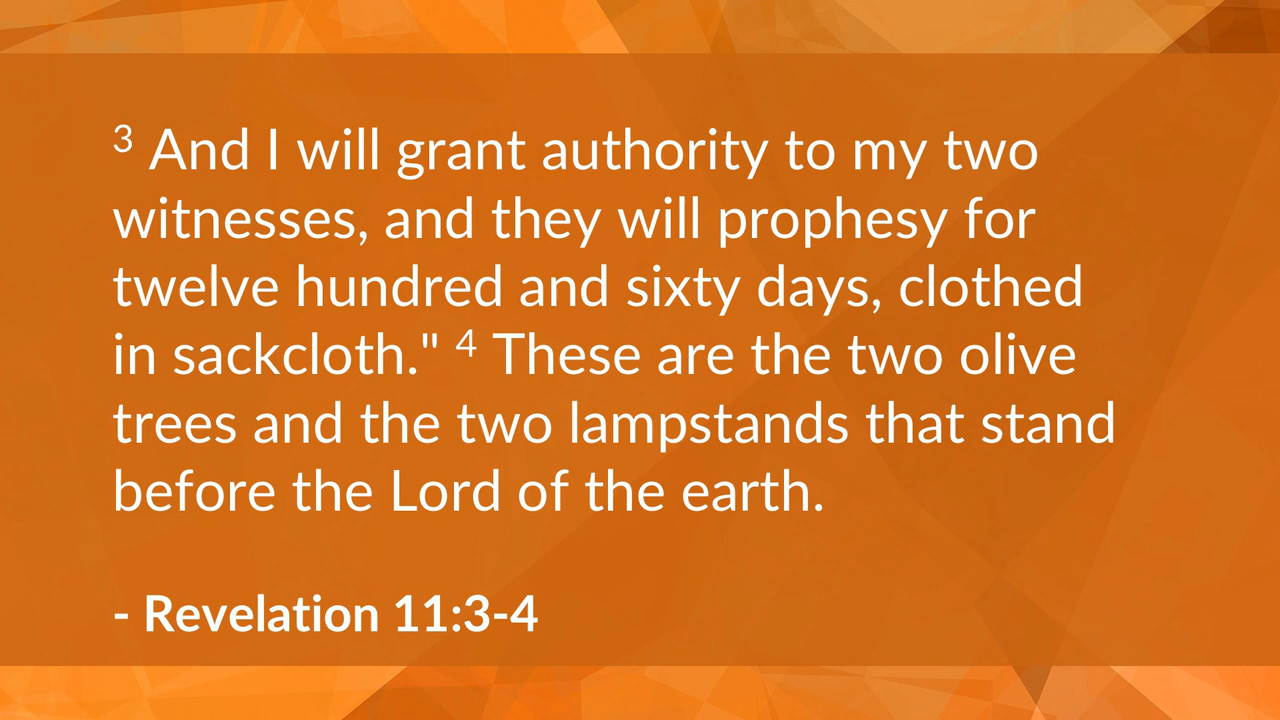 3 And I will grant authority to my two
witnesses, and they will prophesy for
twelve hundred and sixty days, clothed
in sackcloth." 4 These are the two olive
trees and the two lampstands that stand
before the Lord of the earth.
- Revelation 11:3-4